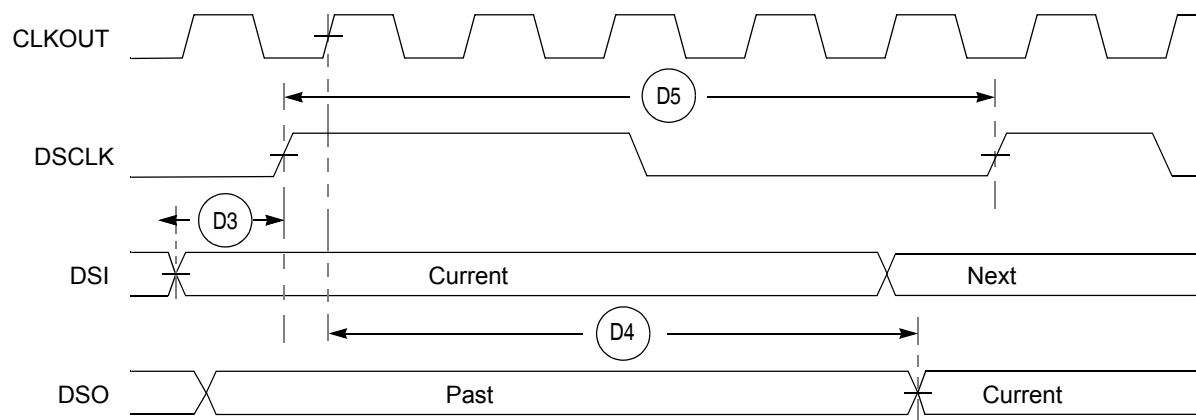 CLKOUT
D5
DSCLK
D3
DSI Current Next
D4
DSO Past Current